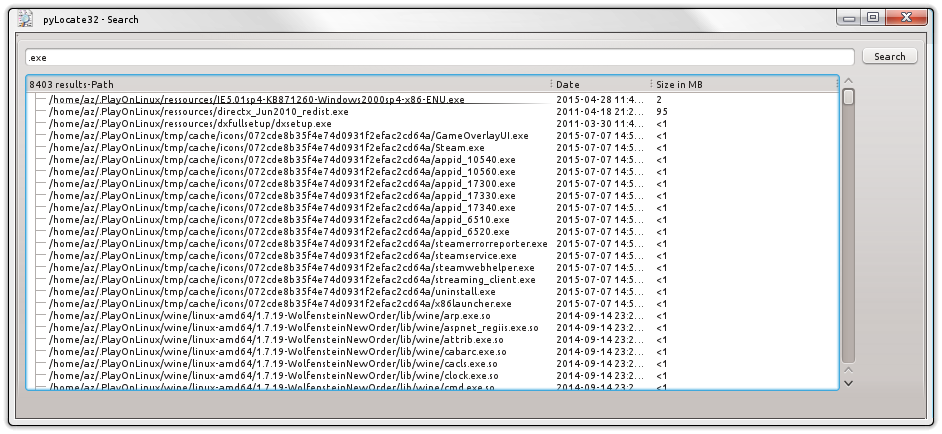 pyLocate32 - Search
.exe Search
8403 results-Path Date Size in MB
/home/az/.PlayOnLinux/ressources/IE5.01sp4-KB871260-Windows2000sp4-x86-ENU.exe 2015-04-28 11:4... 2
/home/az/.PlayOnLinux/ressources/directx_Jun2010_redist.exe 2011-04-18 21:2... 95
/home/az/.PlayOnLinux/ressources/dxfullsetup/dxsetup.exe 2011-03-30 11:4... <1
/home/az/.PlayOnLinux/tmp/cache/icons/072cde8b35f4e74d0931f2efac2cd64a/GameOverlayUI.exe 2015-07-07 14:5... <1
/home/az/.PlayOnLinux/tmp/cache/icons/072cde8b35f4e74d0931f2efac2cd64a/Steam.exe 2015-07-07 14:5... <1
/home/az/.PlayOnLinux/tmp/cache/icons/072cde8b35f4e74d0931f2efac2cd64a/appid_10540.exe 2015-07-07 14:5... <1
/home/az/.PlayOnLinux/tmp/cache/icons/072cde8b35f4e74d0931f2efac2cd64a/appid_10560.exe 2015-07-07 14:5... <1
/home/az/.PlayOnLinux/tmp/cache/icons/072cde8b35f4e74d0931f2efac2cd64a/appid_17300.exe 2015-07-07 14:5... <1
/home/az/.PlayOnLinux/tmp/cache/icons/072cde8b35f4e74d0931f2efac2cd64a/appid_17330.exe 2015-07-07 14:5... <1
/home/az/.PlayOnLinux/tmp/cache/icons/072cde8b35f4e74d0931f2efac2cd64a/appid_17340.exe 2015-07-07 14:5... <1
/home/az/.PlayOnLinux/tmp/cache/icons/072cde8b35f4e74d0931f2efac2cd64a/appid_6510.exe 2015-07-07 14:5... <1
/home/az/.PlayOnLinux/tmp/cache/icons/072cde8b35f4e74d0931f2efac2cd64a/appid_6520.exe 2015-07-07 14:5... <1
/home/az/.PlayOnLinux/tmp/cache/icons/072cde8b35f4e74d0931f2efac2cd64a/steamerrorreporter.exe 2015-07-07 14:5... <1
/home/az/.PlayOnLinux/tmp/cache/icons/072cde8b35f4e74d0931f2efac2cd64a/steamservice.exe 2015-07-07 14:5... <1
/home/az/.PlayOnLinux/tmp/cache/icons/072cde8b35f4e74d0931f2efac2cd64a/steamwebhelper.exe 2015-07-07 14:5... <1
/home/az/.PlayOnLinux/tmp/cache/icons/072cde8b35f4e74d0931f2efac2cd64a/streaming_client.exe 2015-07-07 14:5... <1
/home/az/.PlayOnLinux/tmp/cache/icons/072cde8b35f4e74d0931f2efac2cd64a/uninstall.exe 2015-07-07 14:5... <1
/home/az/.PlayOnLinux/tmp/cache/icons/072cde8b35f4e74d0931f2efac2cd64a/x86launcher.exe 2015-07-07 14:5... <1
/home/az/.PlayOnLinux/wine/linux-amd64/1.7.19-WolfensteinNewOrder/lib/wine/arp.exe.so 2014-09-14 23:2... <1
/home/az/.PlayOnLinux/wine/linux-amd64/1.7.19-WolfensteinNewOrder/lib/wine/aspnet_regiis.exe.so 2014-09-14 23:2... <1
/home/az/.PlayOnLinux/wine/linux-amd64/1.7.19-WolfensteinNewOrder/lib/wine/attrib.exe.so 2014-09-14 23:2... <1
/home/az/.PlayOnLinux/wine/linux-amd64/1.7.19-WolfensteinNewOrder/lib/wine/cabarc.exe.so 2014-09-14 23:2... <1
/home/az/.PlayOnLinux/wine/linux-amd64/1.7.19-WolfensteinNewOrder/lib/wine/cacls.exe.so 2014-09-14 23:2... <1
/home/az/.PlayOnLinux/wine/linux-amd64/1.7.19-WolfensteinNewOrder/lib/wine/clock.exe.so 2014-09-14 23:2... <1
/home/az/.PlayOnLinux/wine/linux-amd64/1.7.19-WolfensteinNewOrder/lib/wine/cmd.exe.so 2014-09-14 23:2... <1